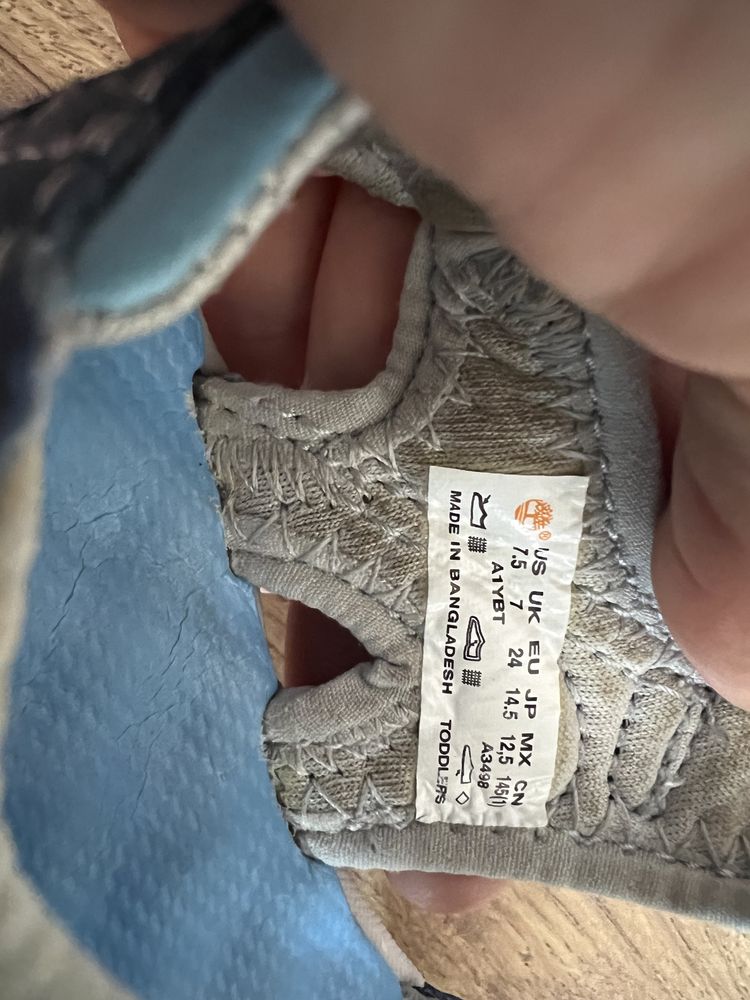 US UK EU JP MX CN
7.5 7 24 14.5 12,5 145(1)
A1YBT A3498
MADE IN BANGLADESH TODDLERS